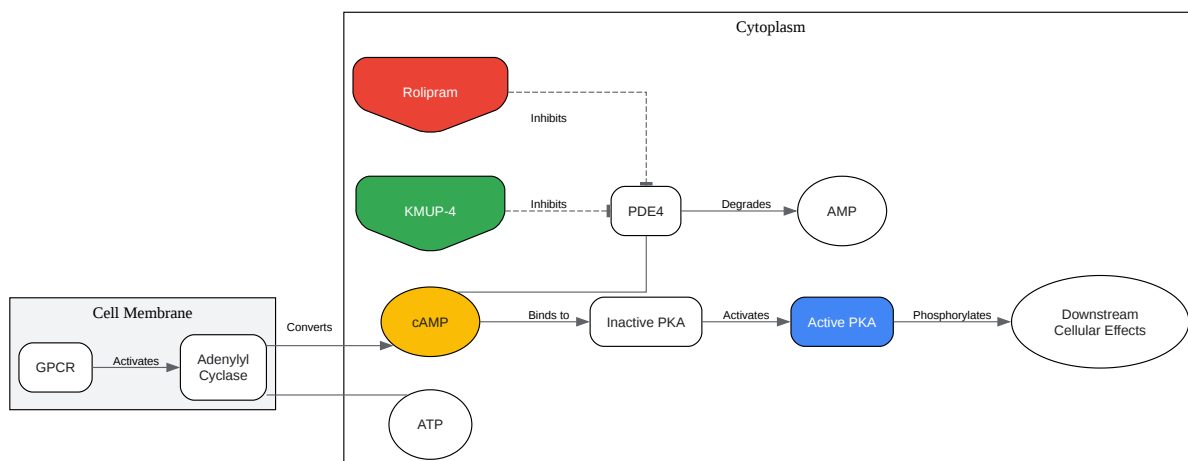 Cytoplasm
Rolipram
Inhibits
KMUP-4
Inhibits
PDE4
Degrades
AMP
Cell Membrane
GPCR
Activates
Adenylyl
Cyclase
Converts
cAMP
Binds to
Inactive PKA
Activates
Active PKA
Phosphorylates
Downstream
Cellular Effects
ATP